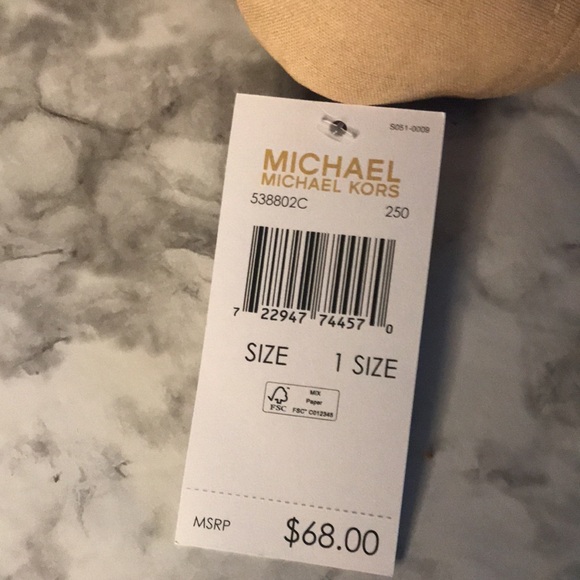 S051-0009
MICHAEL
MICHAEL KORS
538802C 250
7 22947 74457 0
SIZE 1 SIZE
FSC
MIX
Paper
FSC® C012345
MSRP $68.00